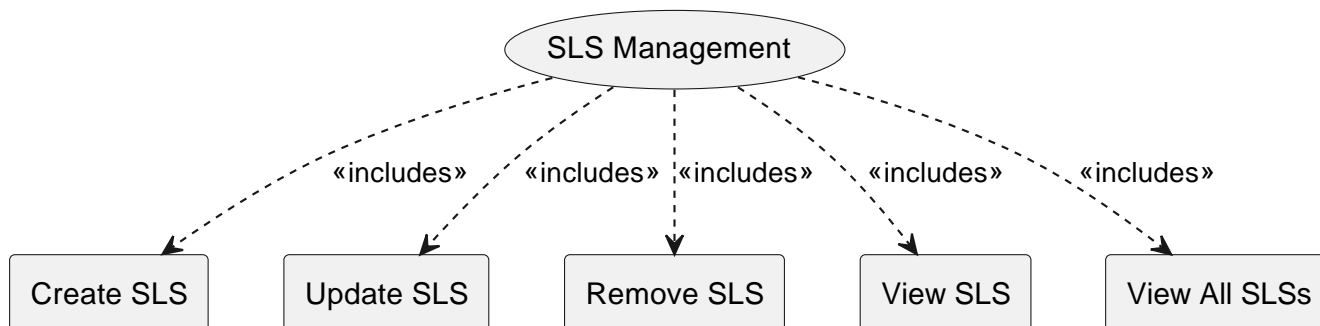 SLS Management
«includes»
«includes»
«includes»
«includes»
«includes»
Create SLS
Update SLS
Remove SLS
View SLS
View All SLSs